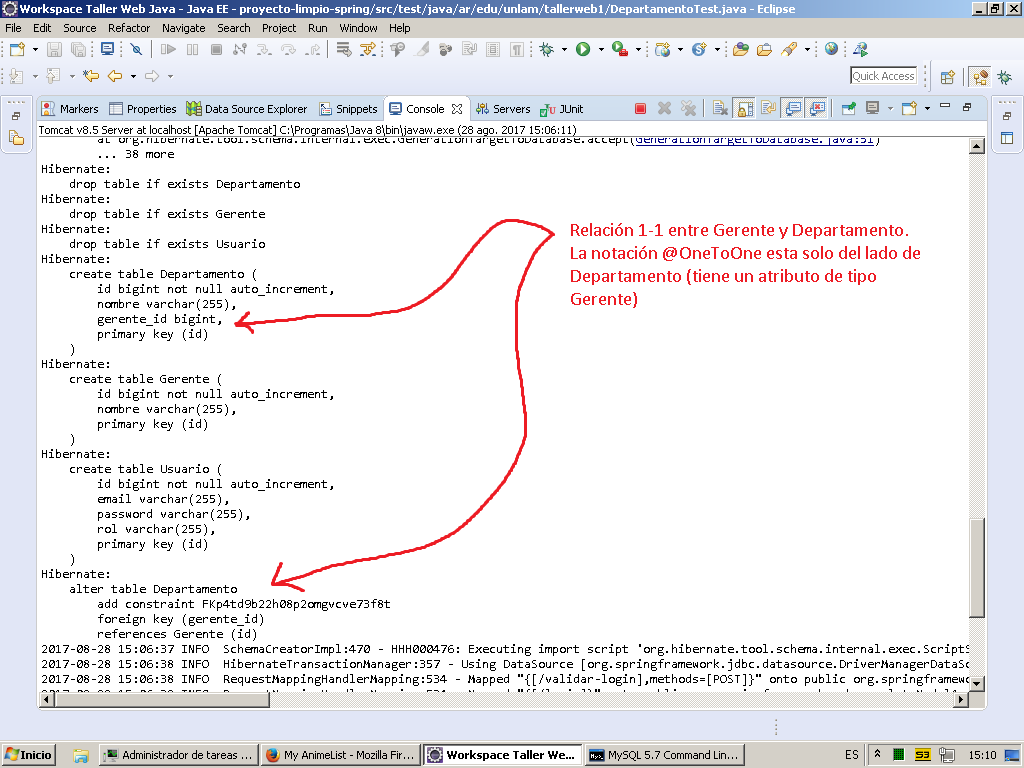 Workspace Taller Web Java - Java EE - proyecto-limpio-spring/src/test/java/ar/edu/unlam/tallerweb1/DepartamentoTest.java - Eclipse
File Edit Source Refactor Navigate Search Project Run Window Help
Quick Access
Markers Properties Data Source Explorer Snippets Console Servers JUnit
Tomcat v8.5 Server at localhost [Apache Tomcat] C:\Programas\Java 8\bin\javaw.exe (28 ago. 2017 15:06:11)
at org.hibernate.tool.schema.internal.exec.GenerationTargetToDatabase.accept(GenerationTargetToDatabase.java:51)
... 38 more
Hibernate:
drop table if exists Departamento
Hibernate:
drop table if exists Gerente
Hibernate:
drop table if exists Usuario
Hibernate:
create table Departamento (
id bigint not null auto_increment,
nombre varchar(255),
gerente_id bigint,
primary key (id)
)
Hibernate:
create table Gerente (
id bigint not null auto_increment,
nombre varchar(255),
primary key (id)
)
Hibernate:
create table Usuario (
id bigint not null auto_increment,
email varchar(255),
password varchar(255),
rol varchar(255),
primary key (id)
)
Hibernate:
alter table Departamento
add constraint FKp4td9b22h08p2omgvcve73f8t
foreign key (gerente_id)
references Gerente (id)
2017-08-28 15:06:37 INFO SchemaCreatorImpl:470 - HHH000476: Executing import script 'org.hibernate.tool.schema.internal.exec.ScriptS
2017-08-28 15:06:38 INFO HibernateTransactionManager:357 - Using DataSource [org.springframework.jdbc.datasource.DriverManagerDataSc
2017-08-28 15:06:38 INFO RequestMappingHandlerMapping:534 - Mapped "{[/validar-login],methods=[POST]}" onto public org.springframewo
Relación 1-1 entre Gerente y Departamento.
La notación @OneToOne esta solo del lado de
Departamento (tiene un atributo de tipo
Gerente)
Inicio Administrador de tareas ... My AnimeList - Mozilla Fir... Workspace Taller We... MySQL 5.7 Command Lin... ES 53 15:10